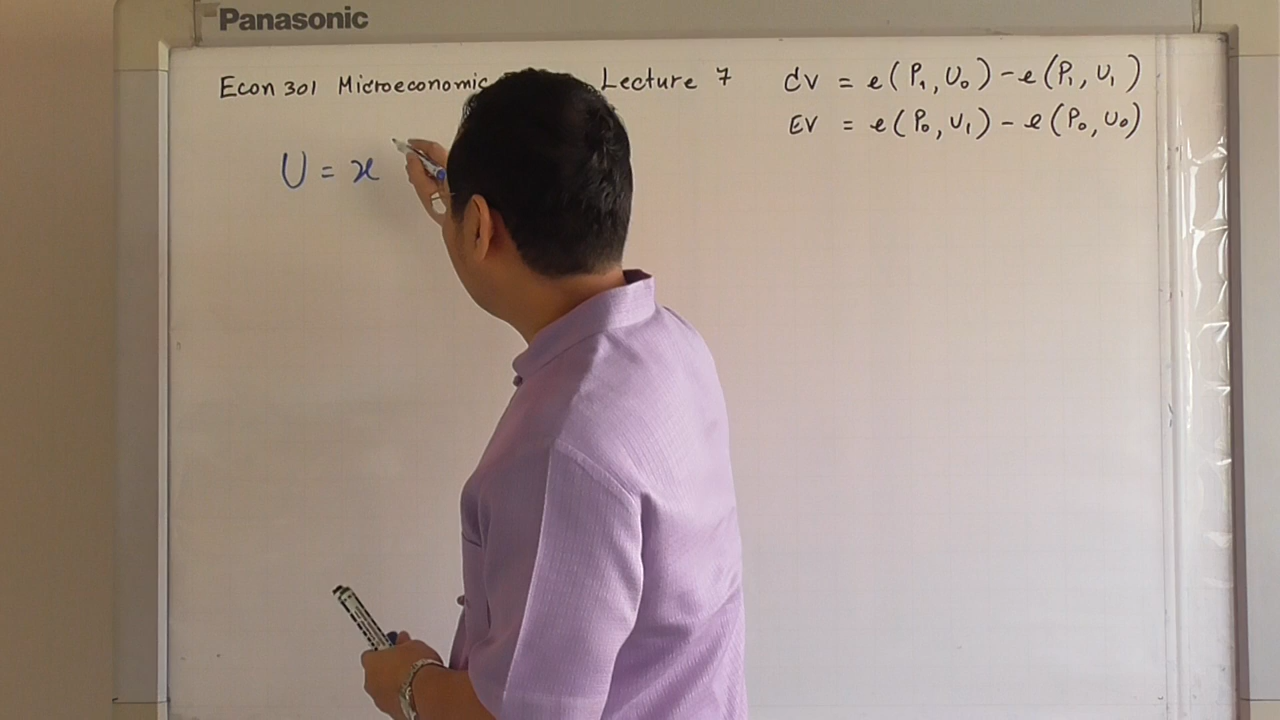 Panasonic
Econ 301 Microeconomic Lecture 7
U = x
CV = e(P₁, U₀) - e(P₁, U₁)
EV = e(P₀, U₁) - e(P₀, U₀)